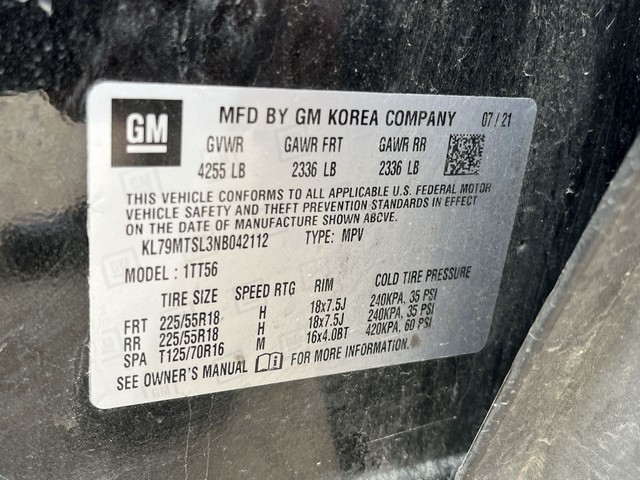 GM MFD BY GM KOREA COMPANY 07/21
GVWR GAWR FRT GAWR RR
4255 LB 2336 LB 2336 LB
THIS VEHICLE CONFORMS TO ALL APPLICABLE U.S. FEDERAL MOTOR
VEHICLE SAFETY AND THEFT PREVENTION STANDARDS IN EFFECT
ON THE DATE OF MANUFACTURE SHOWN ABOVE.
KL79MTSL3NB042112 TYPE: MPV
MODEL : 1TT56
TIRE SIZE SPEED RTG RIM COLD TIRE PRESSURE
FRT 225/55R18 H 18x7.5J 240KPA, 35 PSI
RR 225/55R18 H 18x7.5J 240KPA, 35 PSI
SPA T125/70R16 M 16x4.0BT 420KPA, 60 PSI
SEE OWNER'S MANUAL FOR MORE INFORMATION.